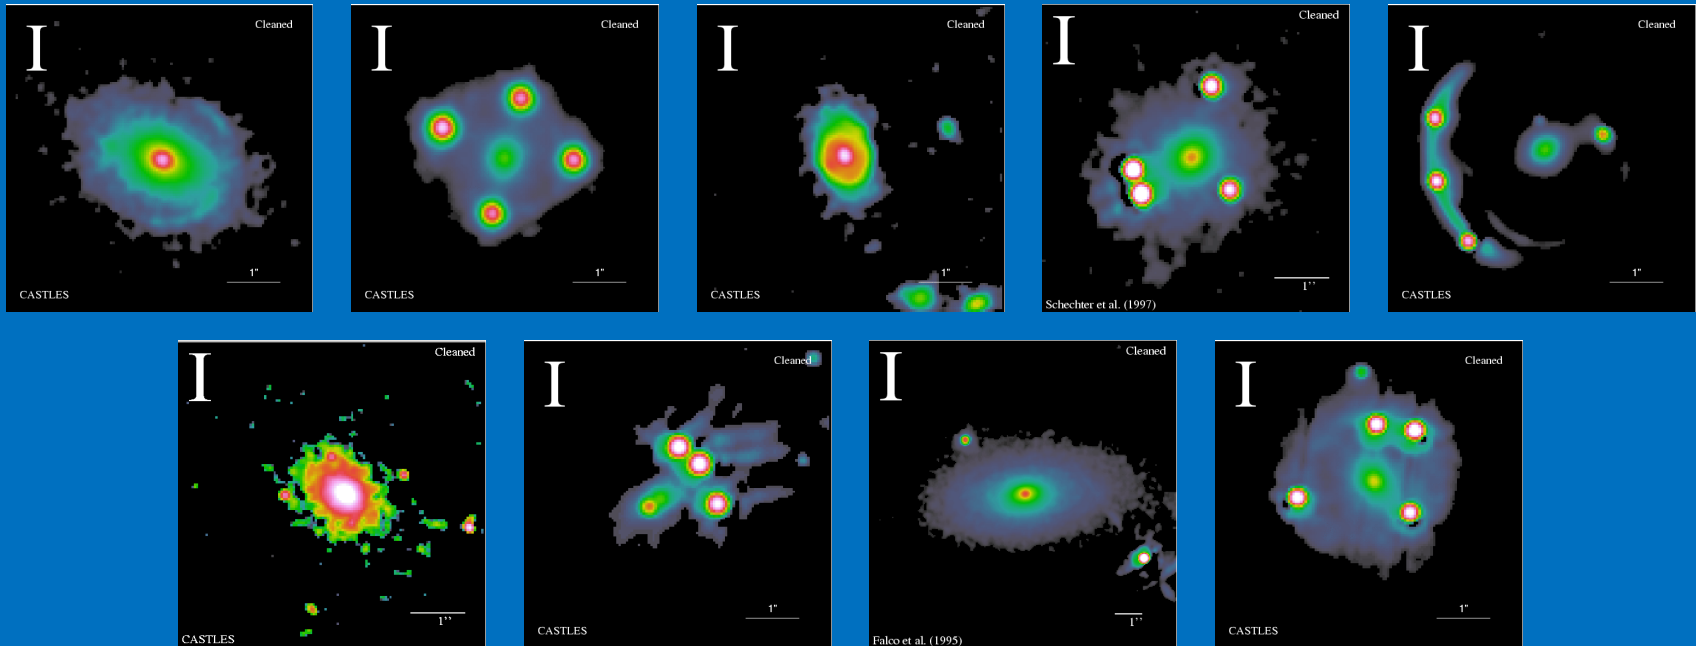 I
Cleaned
1"
CASTLES
I
Cleaned
1"
CASTLES
I
Cleaned
1"
CASTLES
I
Cleaned
1’’
Schechter et al. (1997)
I
Cleaned
1"
CASTLES
I
Cleaned
1’’
CASTLES
I
Cleaned
1"
CASTLES
I
Cleaned
1’’
Falco et al. (1995)
I
Cleaned
1"
CASTLES